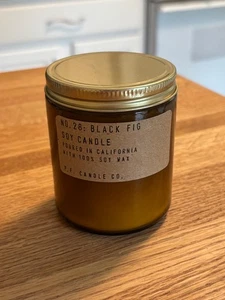 NO. 28: BLACK FIG
SOY CANDLE
POURED IN CALIFORNIA
WITH 100% SOY WAX
P.F. CANDLE CO.